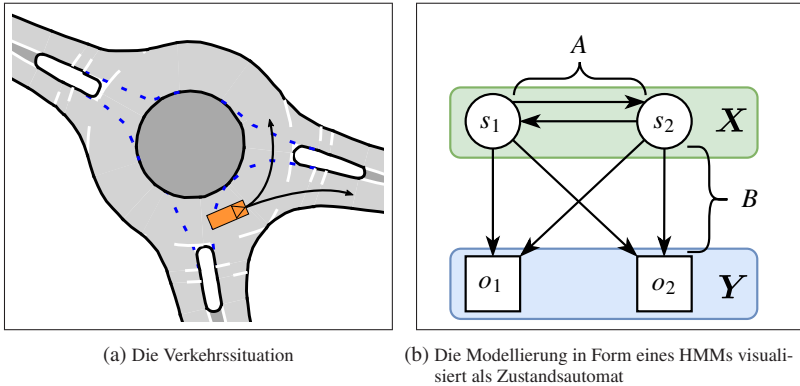 A
s₁
s₂
X
B
o₁
o₂
Y
(a) Die Verkehrssituation
(b) Die Modellierung in Form eines HMMs visuali-
siert als Zustandsautomat